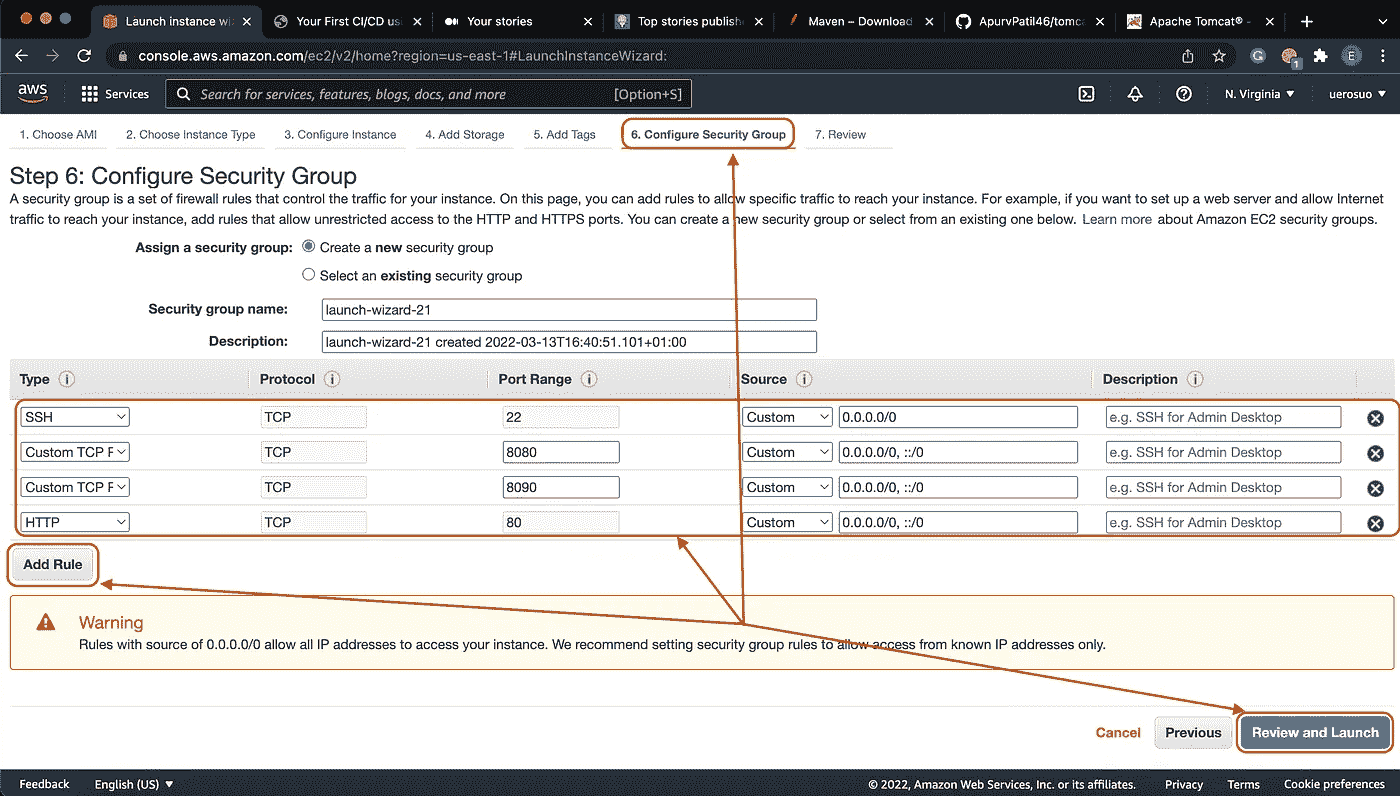 Launch instance wi
Your First CI/CD us
Your stories
Top stories publish
Maven – Download
ApurvPatil46/tomca
Apache Tomcat® -
console.aws.amazon.com/ec2/v2/home?region=us-east-1#LaunchInstanceWizard:
G
1
E
aws
Services
Search for services, features, blogs, docs, and more
[Option+S]
N. Virginia
uerosuo
1. Choose AMI
2. Choose Instance Type
3. Configure Instance
4. Add Storage
5. Add Tags
6. Configure Security Group
7. Review
Step 6: Configure Security Group
A security group is a set of firewall rules that control the traffic for your instance. On this page, you can add rules to allow specific traffic to reach your instance. For example, if you want to set up a web server and allow Internet
traffic to reach your instance, add rules that allow unrestricted access to the HTTP and HTTPS ports. You can create a new security group or select from an existing one below. Learn more about Amazon EC2 security groups.
Assign a security group: Create a new security group
Select an existing security group
Security group name: launch-wizard-21
Description: launch-wizard-21 created 2022-03-13T16:40:51.101+01:00
Type i Protocol i Port Range i Source i Description i
SSH TCP 22 Custom 0.0.0.0/0 e.g. SSH for Admin Desktop
Custom TCP F TCP 8080 Custom 0.0.0.0/0, ::/0 e.g. SSH for Admin Desktop
Custom TCP F TCP 8090 Custom 0.0.0.0/0, ::/0 e.g. SSH for Admin Desktop
HTTP TCP 80 Custom 0.0.0.0/0, ::/0 e.g. SSH for Admin Desktop
Add Rule
Warning
Rules with source of 0.0.0.0/0 allow all IP addresses to access your instance. We recommend setting security group rules to allow access from known IP addresses only.
Cancel
Previous
Review and Launch
Feedback
English (US)
© 2022, Amazon Web Services, Inc. or its affiliates.
Privacy
Terms
Cookie preferences